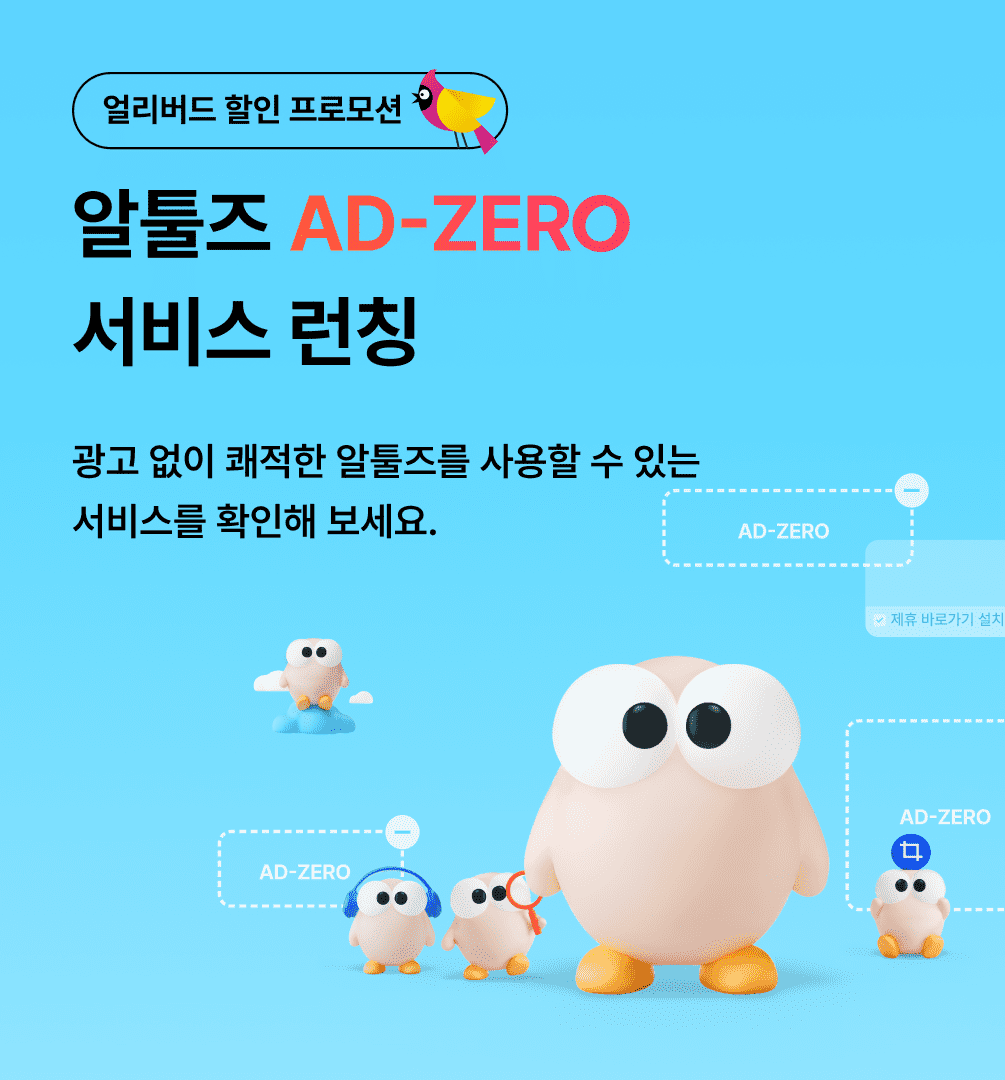 얼리버드 할인 프로모션
알툴즈 AD-ZERO
서비스 런칭
광고 없이 쾌적한 알툴즈를 사용할 수 있는
서비스를 확인해 보세요.
AD-ZERO
제휴 바로가기 설치
AD-ZERO
AD-ZERO